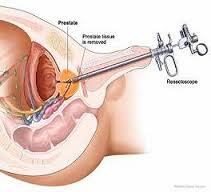 Prostate
Prostate tissue
is removed
Resectoscope